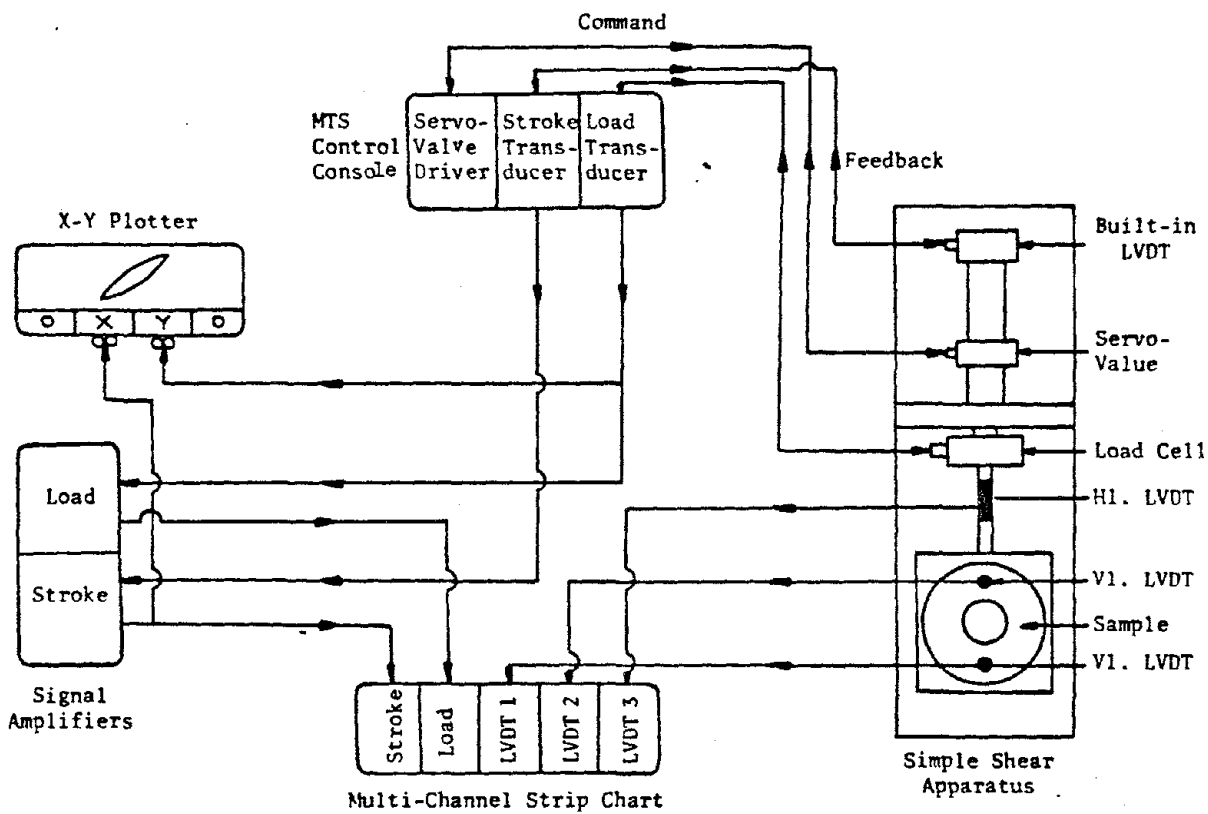 Command
MTS
Control
Console
Servo-
Valve
Driver
Stroke
Trans-
ducer
Load
Trans-
ducer
Feedback
X-Y Plotter
O X Y O
Built-in
LVDT
Servo-
Value
Load Cell
H1. LVDT
V1. LVDT
Sample
V1. LVDT
Load
Stroke
Signal
Amplifiers
Stroke
Load
LVDT 1
LVDT 2
LVDT 3
Multi-Channel Strip Chart
Simple Shear
Apparatus